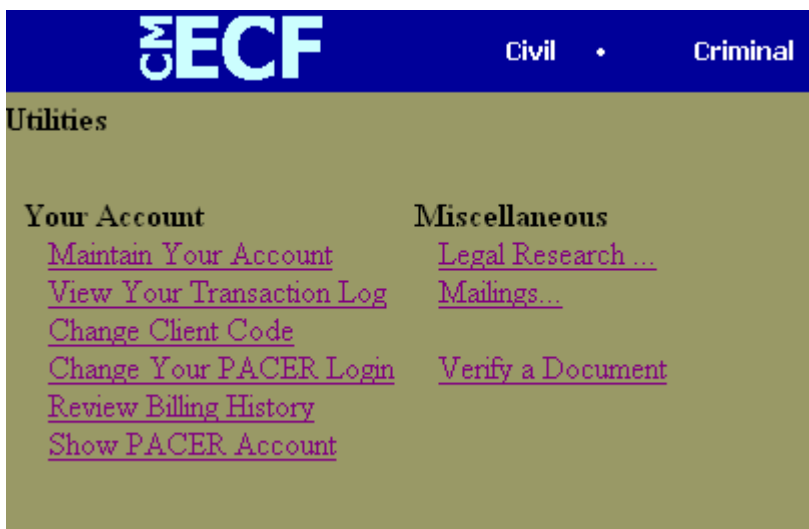 CM ECF Civil • Criminal
Utilities
Your Account
Maintain Your Account
View Your Transaction Log
Change Client Code
Change Your PACER Login
Review Billing History
Show PACER Account
Miscellaneous
Legal Research ...
Mailings...
Verify a Document